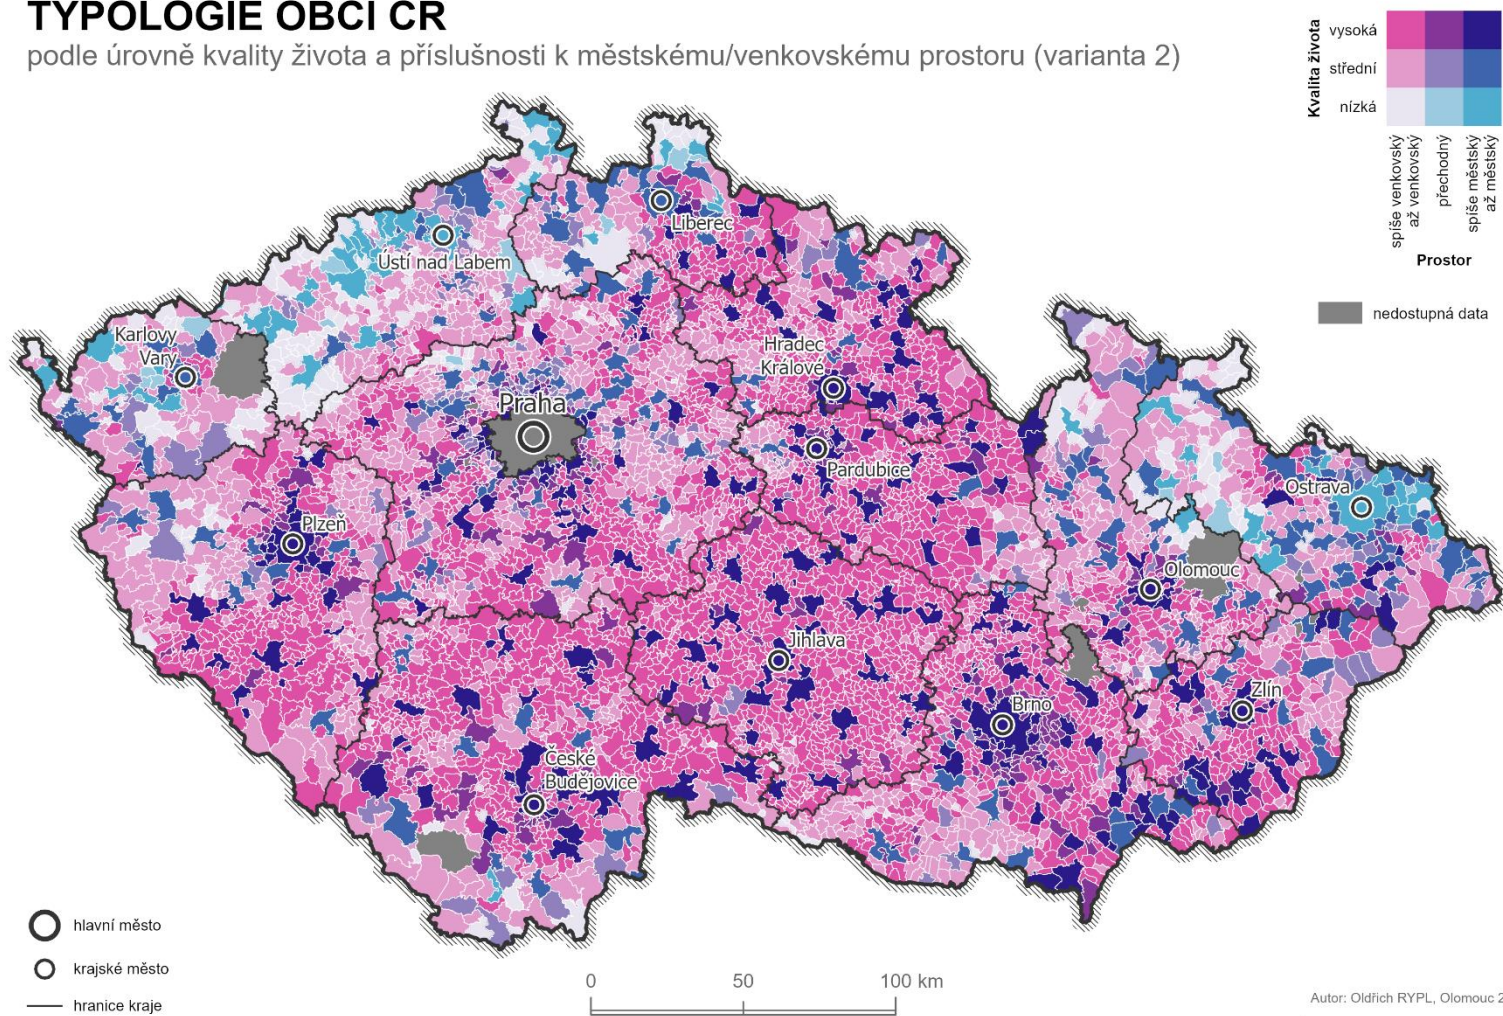 TYPOLOGIE OBCÍ ČR
podle úrovně kvality života a příslušnosti k městskému/venkovskému prostoru (varianta 2)
Kvalita života
vysoká
střední
nízká
spíše venkovský
až venkovský
přechodný
spíše městský
až městský
Prostor
nedostupná data
Liberec
Ústí nad Labem
Karlovy
Vary
Hradec
Králové
Praha
Pardubice
Ostrava
Plzeň
Olomouc
Jihlava
Zlín
Brno
České
Budějovice
hlavní město
krajské město
hranice kraje
0 50 100 km
Autor: Oldřich RYPL, Olomouc 2